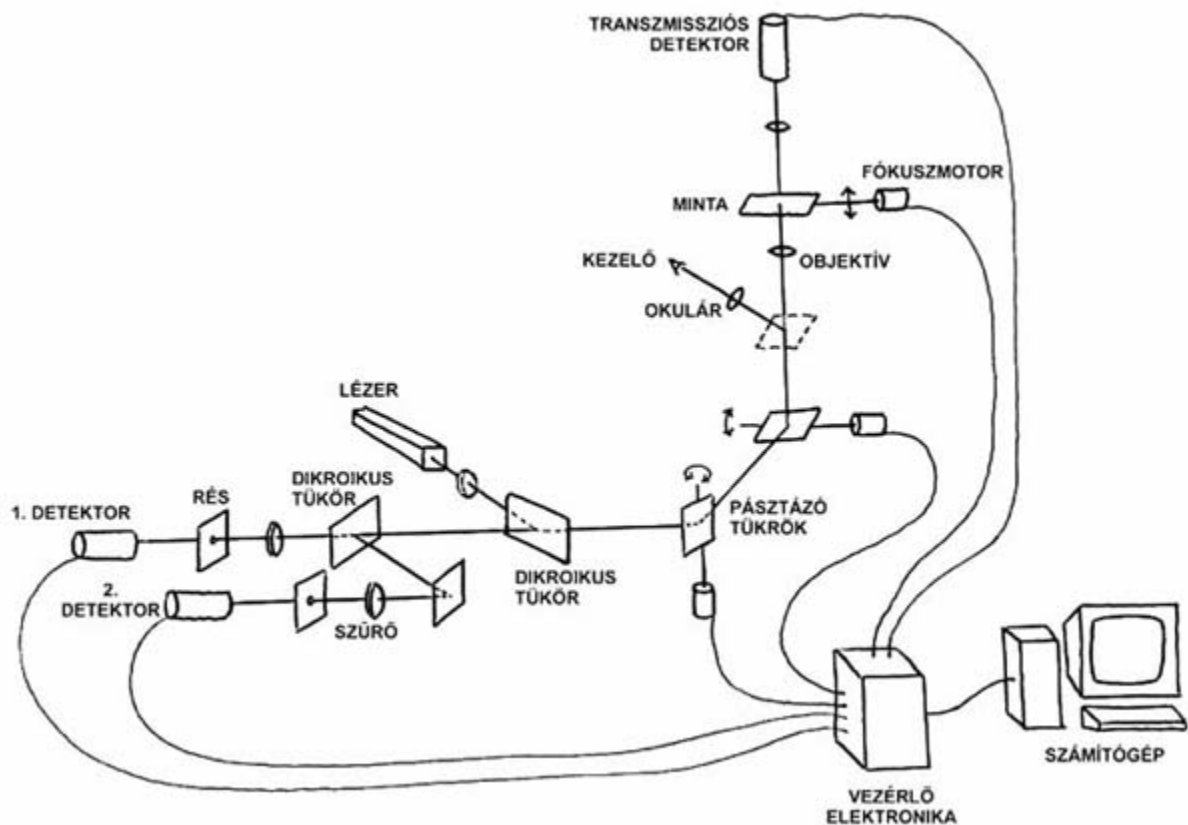 TRANSZMISSZIÓS
DETEKTOR
FÓKUSZMOTOR
MINTA
KEZELŐ
OBJEKTÍV
OKULÁR
LÉZER
DIKROIKUS
TÜKÖR
RÉS
1. DETEKTOR
PÁSZTÁZÓ
TÜKRÖK
DIKROIKUS
TÜKÖR
2.
DETEKTOR
SZŰRŐ
SZÁMÍTÓGÉP
VEZÉRLŐ
ELEKTRONIKA